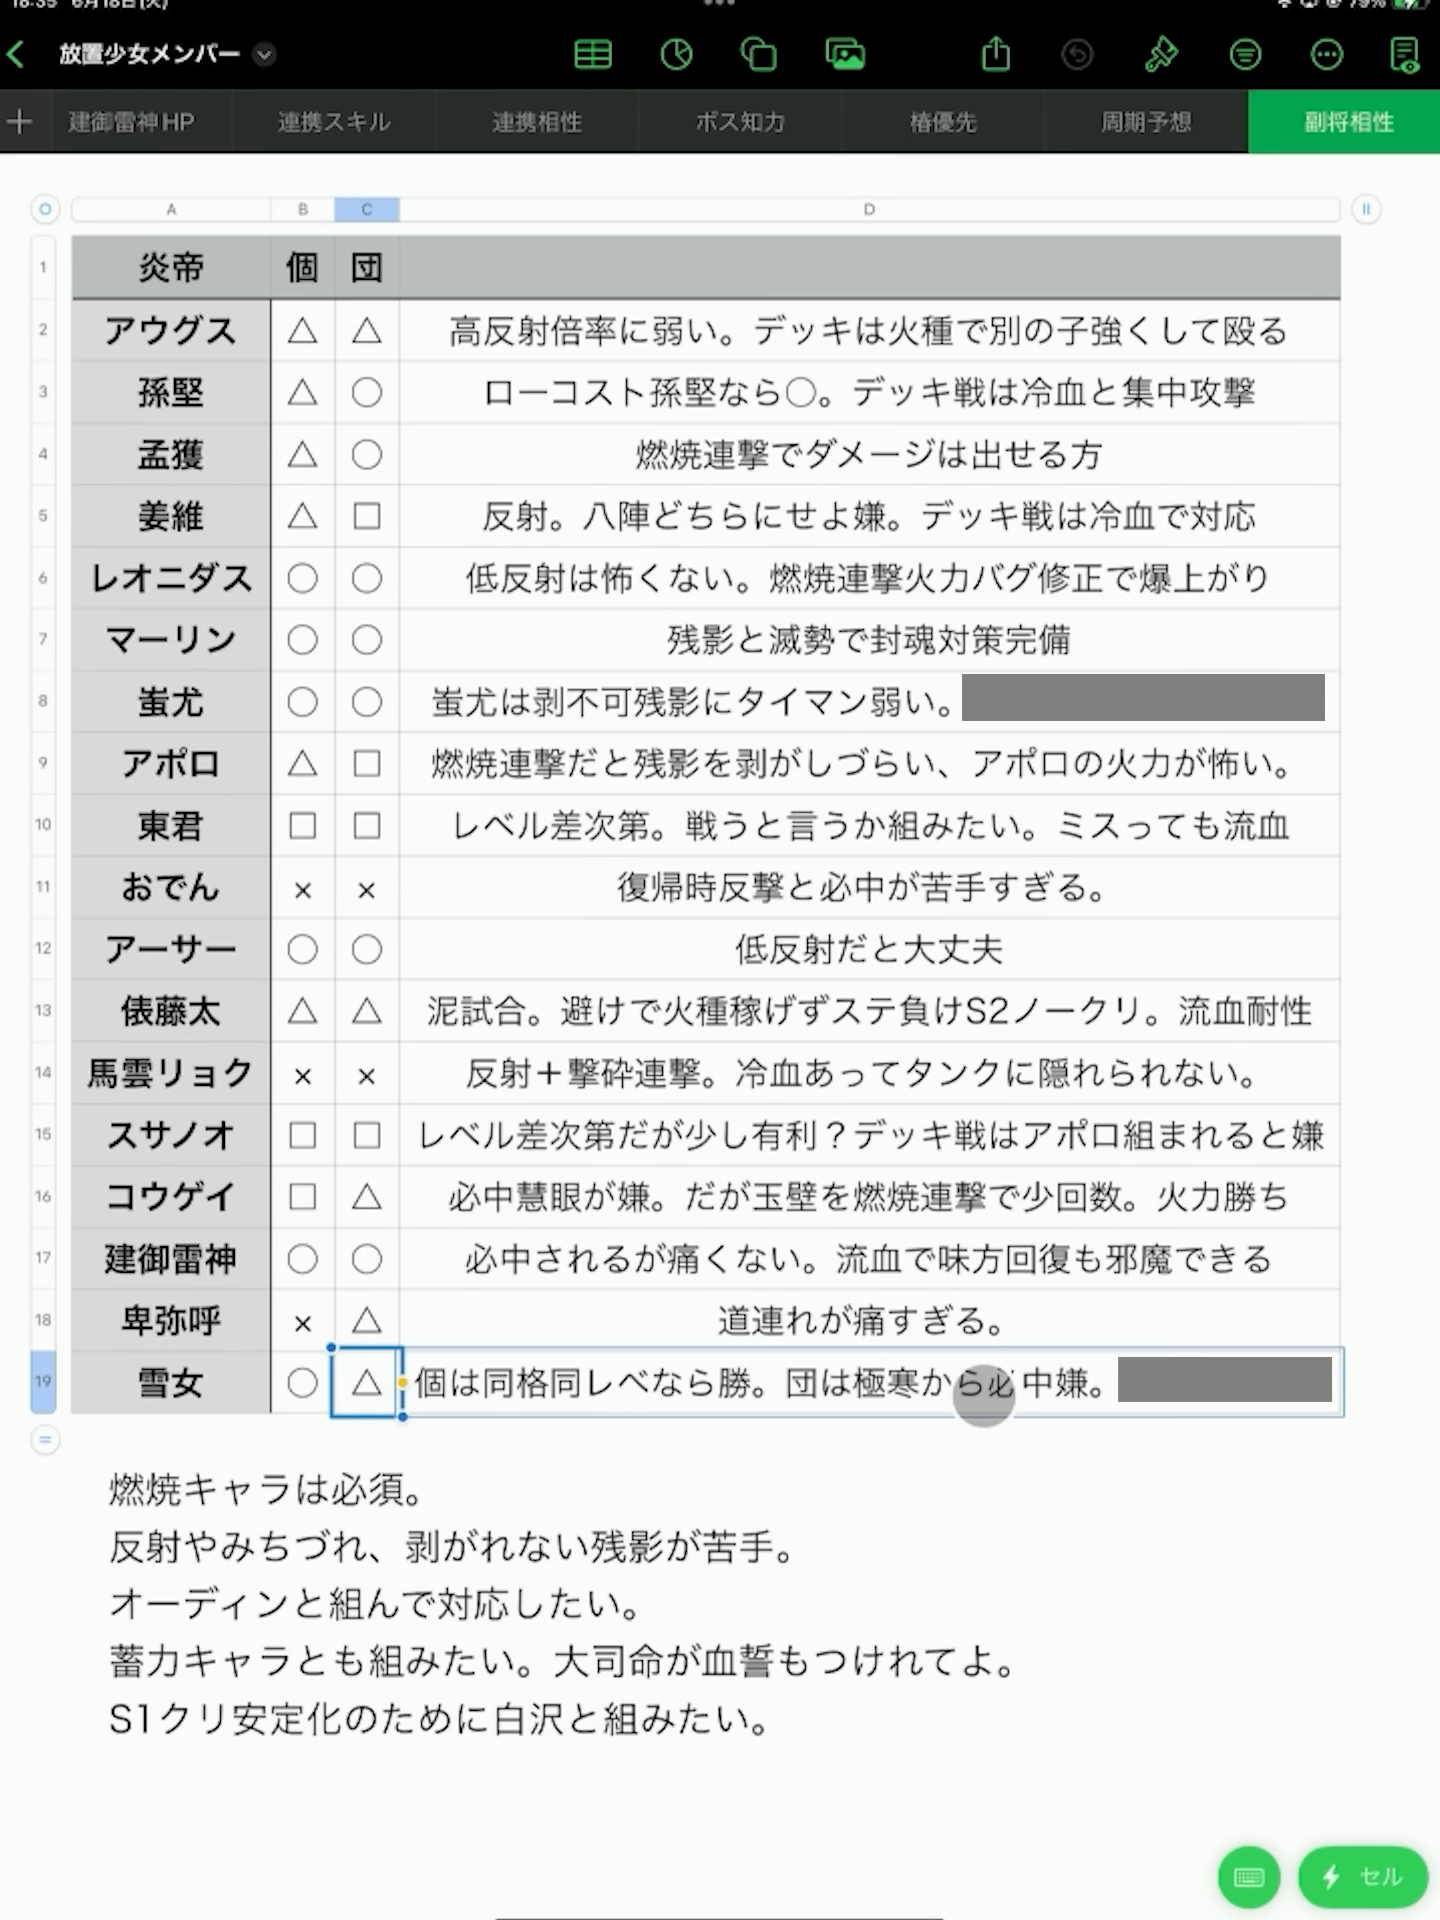 放置少女メンバー
79%
建御雷神HP 連携スキル 連携相性 ボス知力 椿優先 周期予想 副将相性
A B C D
1 炎帝 個 団
2 アウグス △ △ 高反射倍率に弱い。デッキは火種で別の子強くして殴る
3 孫堅 △ ○ ローコスト孫堅なら○。デッキ戦は冷血と集中攻撃
4 孟獲 △ ○ 燃焼連撃でダメージは出せる方
5 姜維 △ □ 反射。八陣どちらにせよ嫌。デッキ戦は冷血で対応
6 レオニダス ○ ○ 低反射は怖くない。燃焼連撃火力バグ修正で爆上がり
7 マーリン ○ ○ 残影と滅勢で封魂対策完備
8 蚩尤 ○ ○ 蚩尤は剥不可残影にタイマン弱い。
9 アポロ △ □ 燃焼連撃だと残影を剥がしづらい、アポロの火力が怖い。
10 東君 □ □ レベル差次第。戦うと言うか組みたい。ミスっても流血
11 おでん × × 復帰時反撃と必中が苦手すぎる。
12 アーサー ○ ○ 低反射だと大丈夫
13 俵藤太 △ △ 泥試合。避けで火種稼げずステ負けS2ノークリ。流血耐性
14 馬雲リョク × × 反射＋撃砕連撃。冷血あってタンクに隠れられない。
15 スサノオ □ □ レベル差次第だが少し有利？デッキ戦はアポロ組まれると嫌
16 コウゲイ □ △ 必中慧眼が嫌。だが玉壁を燃焼連撃で少回数。火力勝ち
17 建御雷神 ○ ○ 必中されるが痛くない。流血で味方回復も邪魔できる
18 卑弥呼 × △ 道連れが痛すぎる。
19 雪女 ○ △ 個は同格同レベなら勝。団は極寒から必中嫌。
燃焼キャラは必須。
反射やみちづれ、剥がれない残影が苦手。
オーディンと組んで対応したい。
蓄力キャラとも組みたい。大司命が血誓もつけれてよ。
S1クリ安定化のために白沢と組みたい。
セル